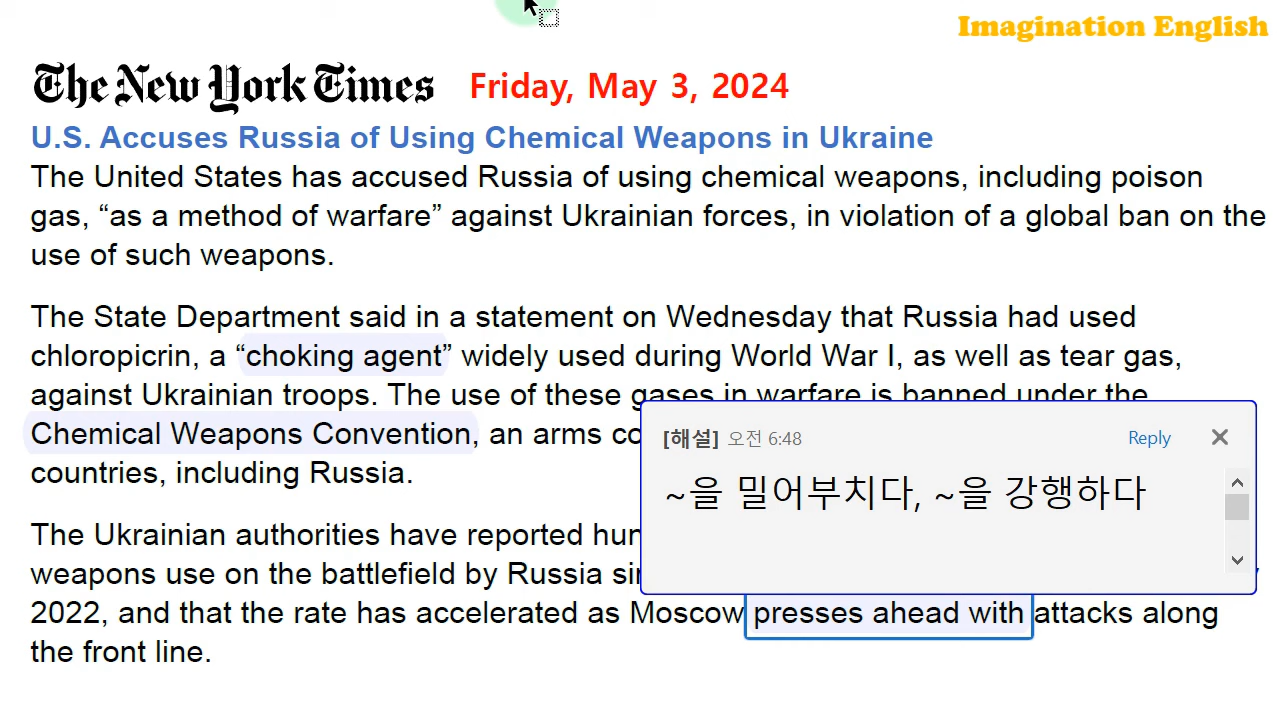 Imagination English
The New York Times Friday, May 3, 2024
U.S. Accuses Russia of Using Chemical Weapons in Ukraine
The United States has accused Russia of using chemical weapons, including poison
gas, “as a method of warfare” against Ukrainian forces, in violation of a global ban on the
use of such weapons.
The State Department said in a statement on Wednesday that Russia had used
chloropicrin, a “choking agent” widely used during World War I, as well as tear gas,
against Ukrainian troops. The use of these gases in warfare is banned under the
Chemical Weapons Convention, an arms
countries, including Russia.
The Ukrainian authorities have reported
weapons use on the battlefield by Russia
2022, and that the rate has accelerated as Moscow presses ahead with attacks along
the front line.
[해설] 오전 6:48 Reply
~을 밀어부치다, ~을 강행하다